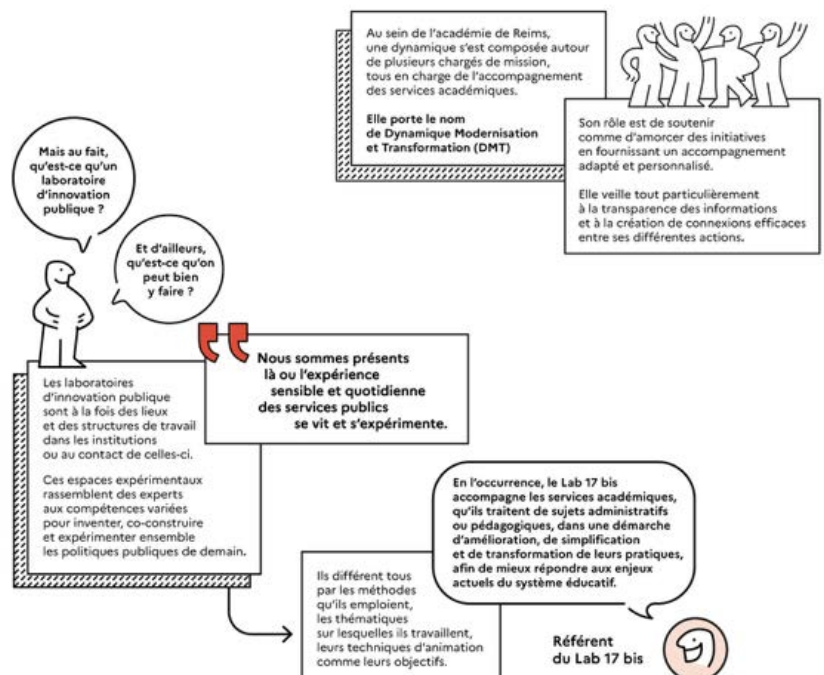 Au sein de l'académie de Reims,
une dynamique s'est composée autour
de plusieurs chargés de mission,
tous en charge de l'accompagnement
des services académiques.
Elle porte le nom
de Dynamique Modernisation
et Transformation (DMT)
Son rôle est de soutenir
comme d'amorcer des initiatives
en fournissant un accompagnement
adapté et personnalisé.
Elle veille tout particulièrement
à la transparence des informations
et à la création de connexions efficaces
entre ses différentes actions.
Mais au fait,
qu'est-ce qu'un
laboratoire
d'innovation
publique ?
Et d'ailleurs,
qu'est-ce qu'on
peut bien
y faire ?
Nous sommes présents
là ou l'expérience
sensible et quotidienne
des services publics
se vit et s'expérimente.
Les laboratoires
d'innovation publique
sont à la fois des lieux
et des structures de travail
dans les institutions
ou au contact de celles-ci.
Ces espaces expérimentaux
rassemblent des experts
aux compétences variées
pour inventer, co-construire
et expérimenter ensemble
les politiques publiques de demain.
En l'occurrence, le Lab 17 bis
accompagne les services académiques,
qu'ils traitent de sujets administratifs
ou pédagogiques, dans une démarche
d'amélioration, de simplification
et de transformation de leurs pratiques,
afin de mieux répondre aux enjeux
actuels du système éducatif.
Ils différent tous
par les méthodes
qu'ils emploient,
les thématiques
sur lesquelles ils travaillent,
leurs techniques d'animation
comme leurs objectifs.
Référent
du Lab 17 bis